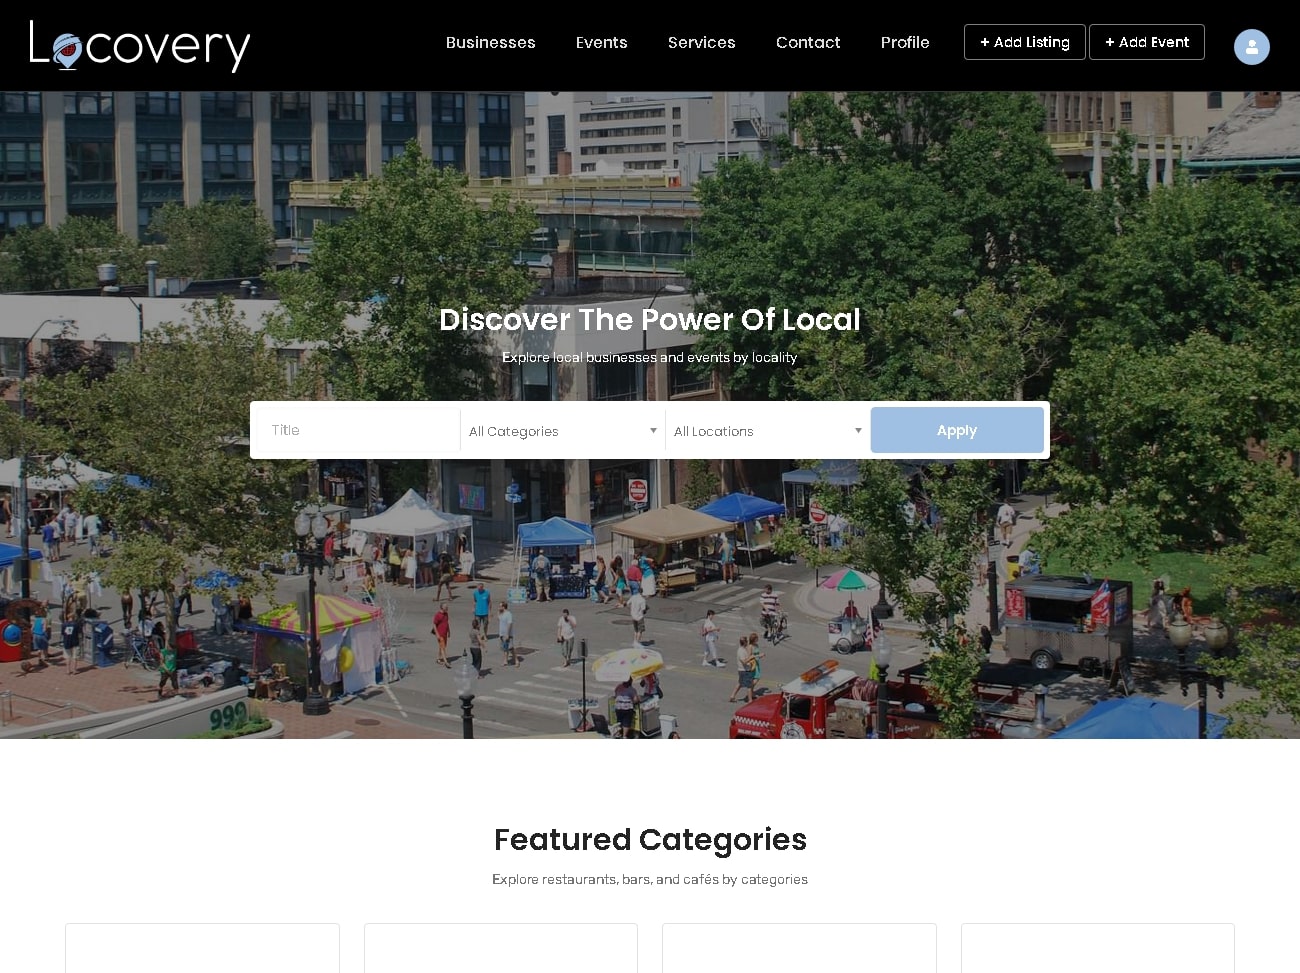 Locovery
Businesses
Events
Services
Contact
Profile
+ Add Listing
+ Add Event
Discover The Power Of Local
Explore local businesses and events by locality
Title
All Categories
All Locations
Apply
999
Featured Categories
Explore restaurants, bars, and cafés by categories